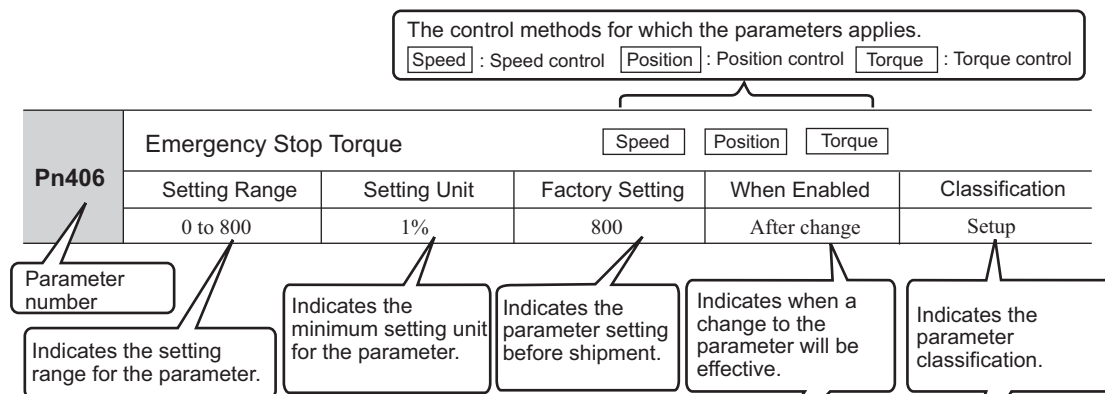 The control methods for which the parameters applies.
Speed : Speed control Position : Position control Torque : Torque control
Pn406
Emergency Stop Torque Speed Position Torque
Setting Range Setting Unit Factory Setting When Enabled Classification
0 to 800 1% 800 After change Setup
Parameter
number
Indicates the setting
range for the parameter.
Indicates the
minimum setting unit
for the parameter.
Indicates the
parameter setting
before shipment.
Indicates when a
change to the
parameter will be
effective.
Indicates the
parameter
classification.